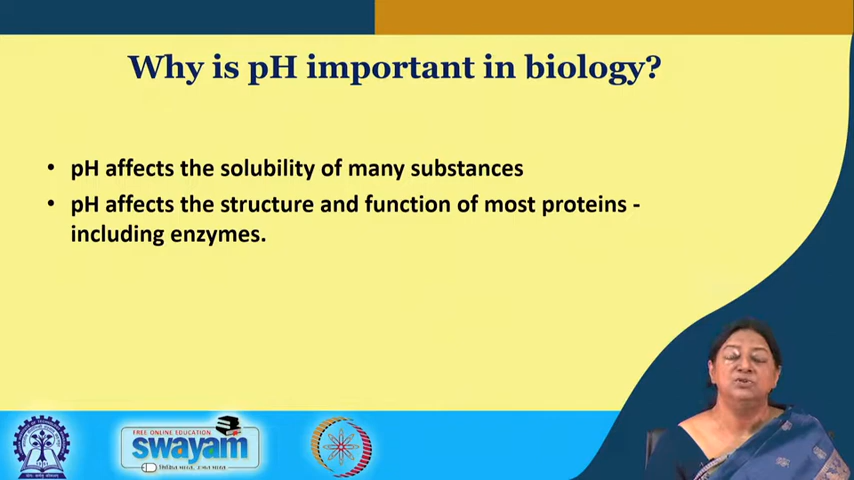 Why is pH important in biology?
• pH affects the solubility of many substances
• pH affects the structure and function of most proteins -
including enzymes.
FREE ONLINE EDUCATION
swayam